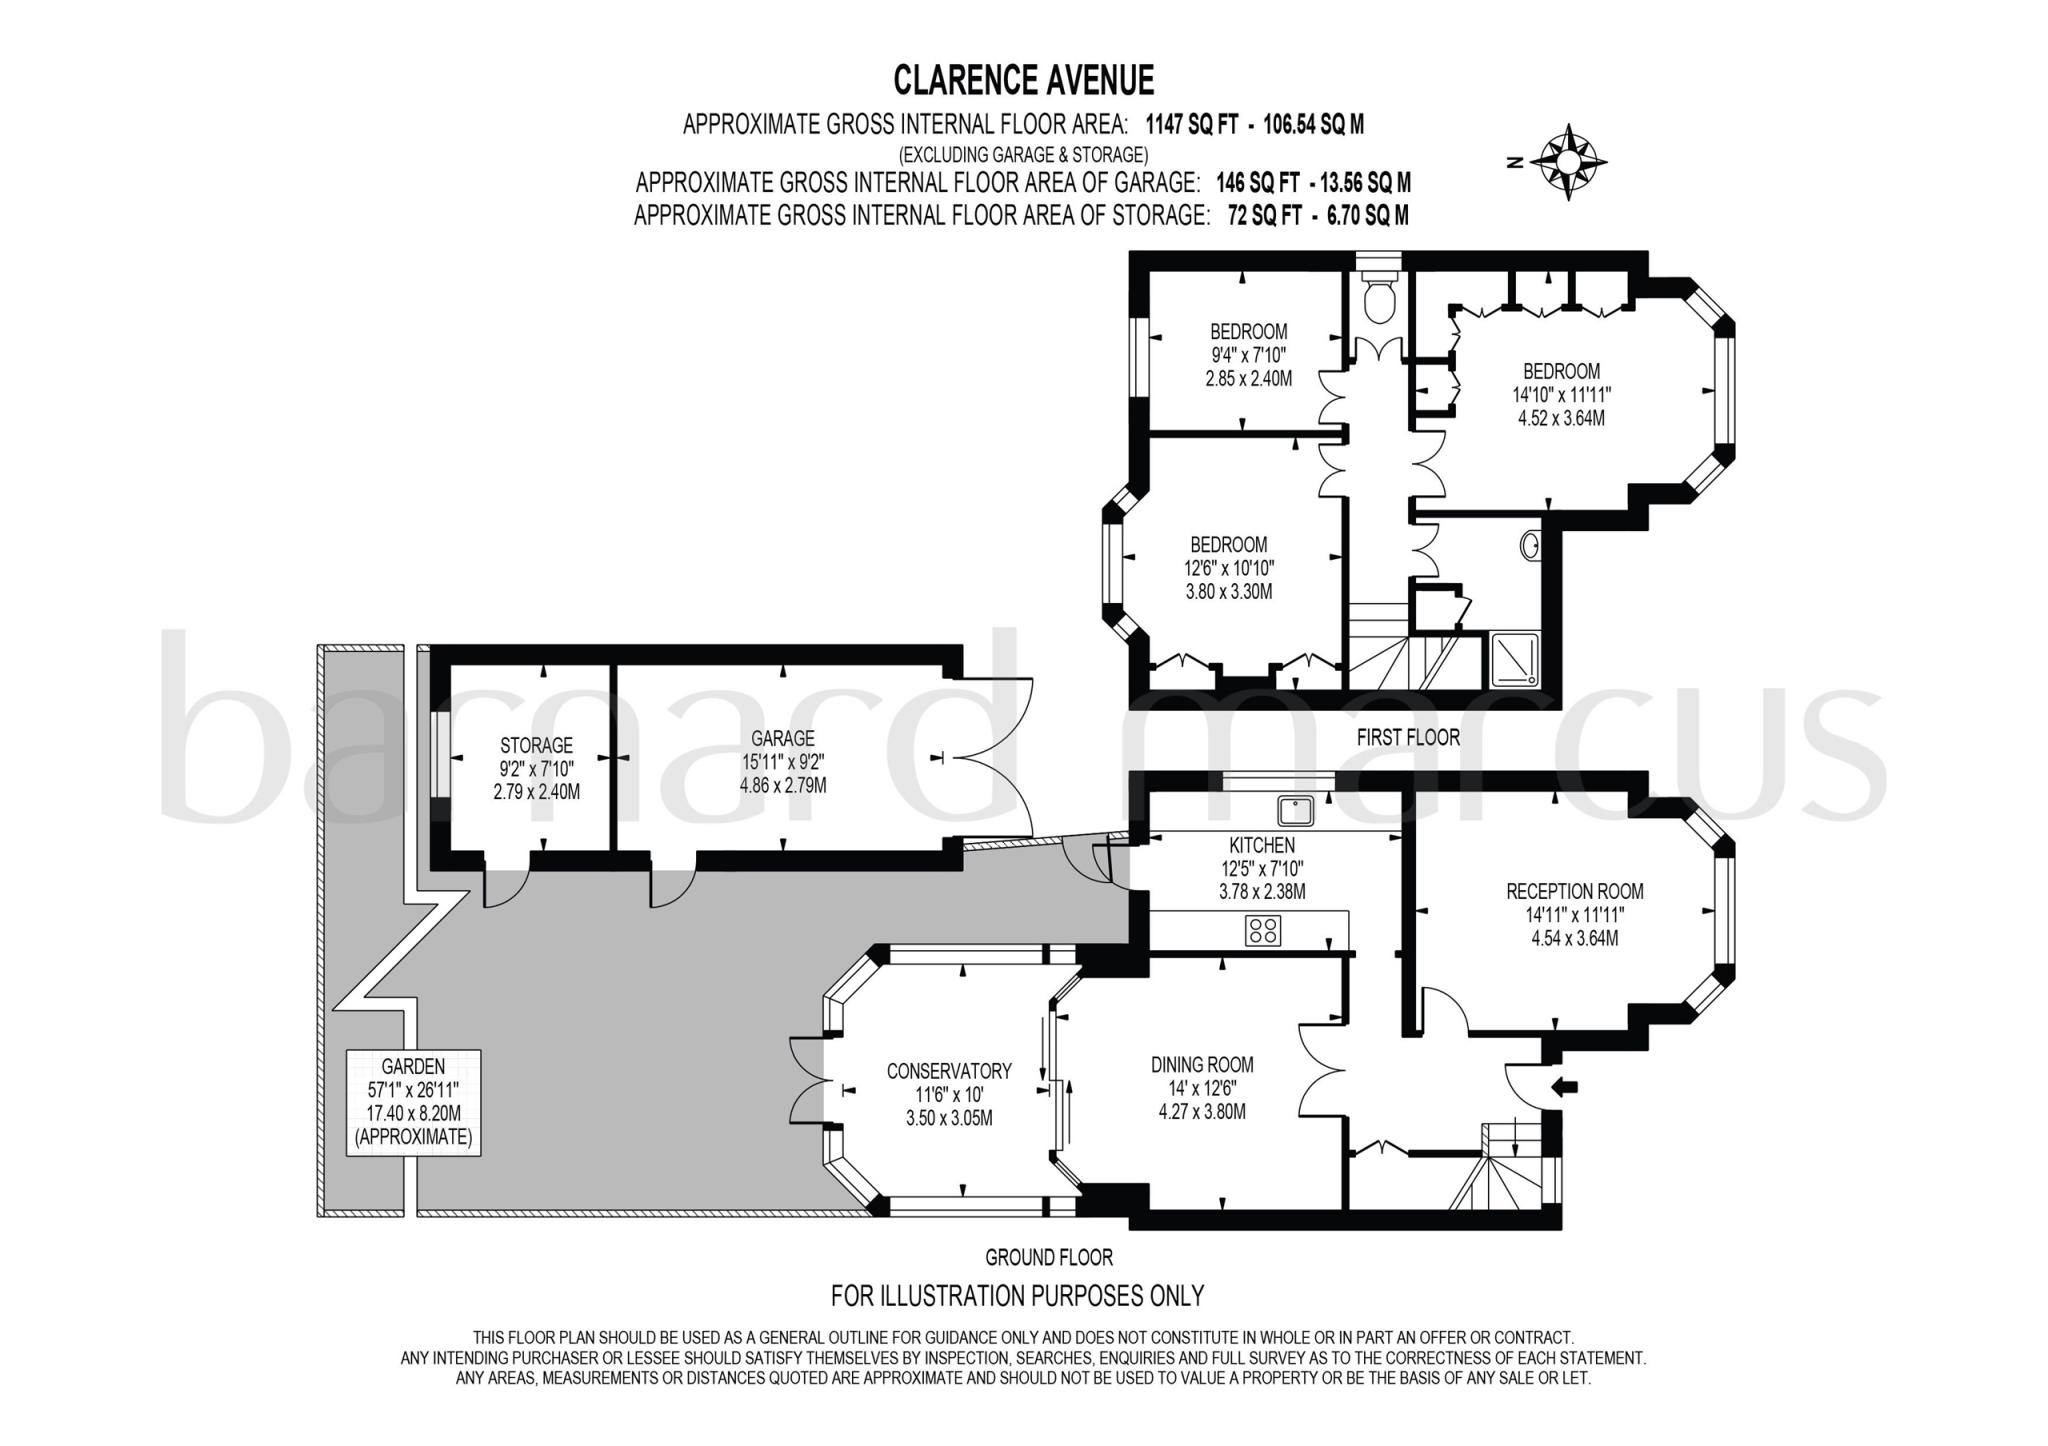 CLARENCE AVENUE
APPROXIMATE GROSS INTERNAL FLOOR AREA: 1147 SQ FT - 106.54 SQ M
(EXCLUDING GARAGE & STORAGE)
APPROXIMATE GROSS INTERNAL FLOOR AREA OF GARAGE: 146 SQ FT - 13.56 SQ M
APPROXIMATE GROSS INTERNAL FLOOR AREA OF STORAGE: 72 SQ FT - 6.70 SQ M
N
BEDROOM
9'4" x 7'10"
2.85 x 2.40M
BEDROOM
14'10" x 11'11"
4.52 x 3.64M
BEDROOM
12'6" x 10'10"
3.80 x 3.30M
FIRST FLOOR
barnard marcus
STORAGE
9'2" x 7'10"
2.79 x 2.40M
GARAGE
15'11" x 9'2"
4.86 x 2.79M
KITCHEN
12'5" x 7'10"
3.78 x 2.38M
RECEPTION ROOM
14'11" x 11'11"
4.54 x 3.64M
GARDEN
57'1" x 26'11"
17.40 x 8.20M
(APPROXIMATE)
CONSERVATORY
11'6" x 10'
3.50 x 3.05M
DINING ROOM
14' x 12'6"
4.27 x 3.80M
GROUND FLOOR
FOR ILLUSTRATION PURPOSES ONLY
THIS FLOOR PLAN SHOULD BE USED AS A GENERAL OUTLINE FOR GUIDANCE ONLY AND DOES NOT CONSTITUTE IN WHOLE OR IN PART AN OFFER OR CONTRACT.
ANY INTENDING PURCHASER OR LESSEE SHOULD SATISFY THEMSELVES BY INSPECTION, SEARCHES, ENQUIRIES AND FULL SURVEY AS TO THE CORRECTNESS OF EACH STATEMENT.
ANY AREAS, MEASUREMENTS OR DISTANCES QUOTED ARE APPROXIMATE AND SHOULD NOT BE USED TO VALUE A PROPERTY OR BE THE BASIS OF ANY SALE OR LET.